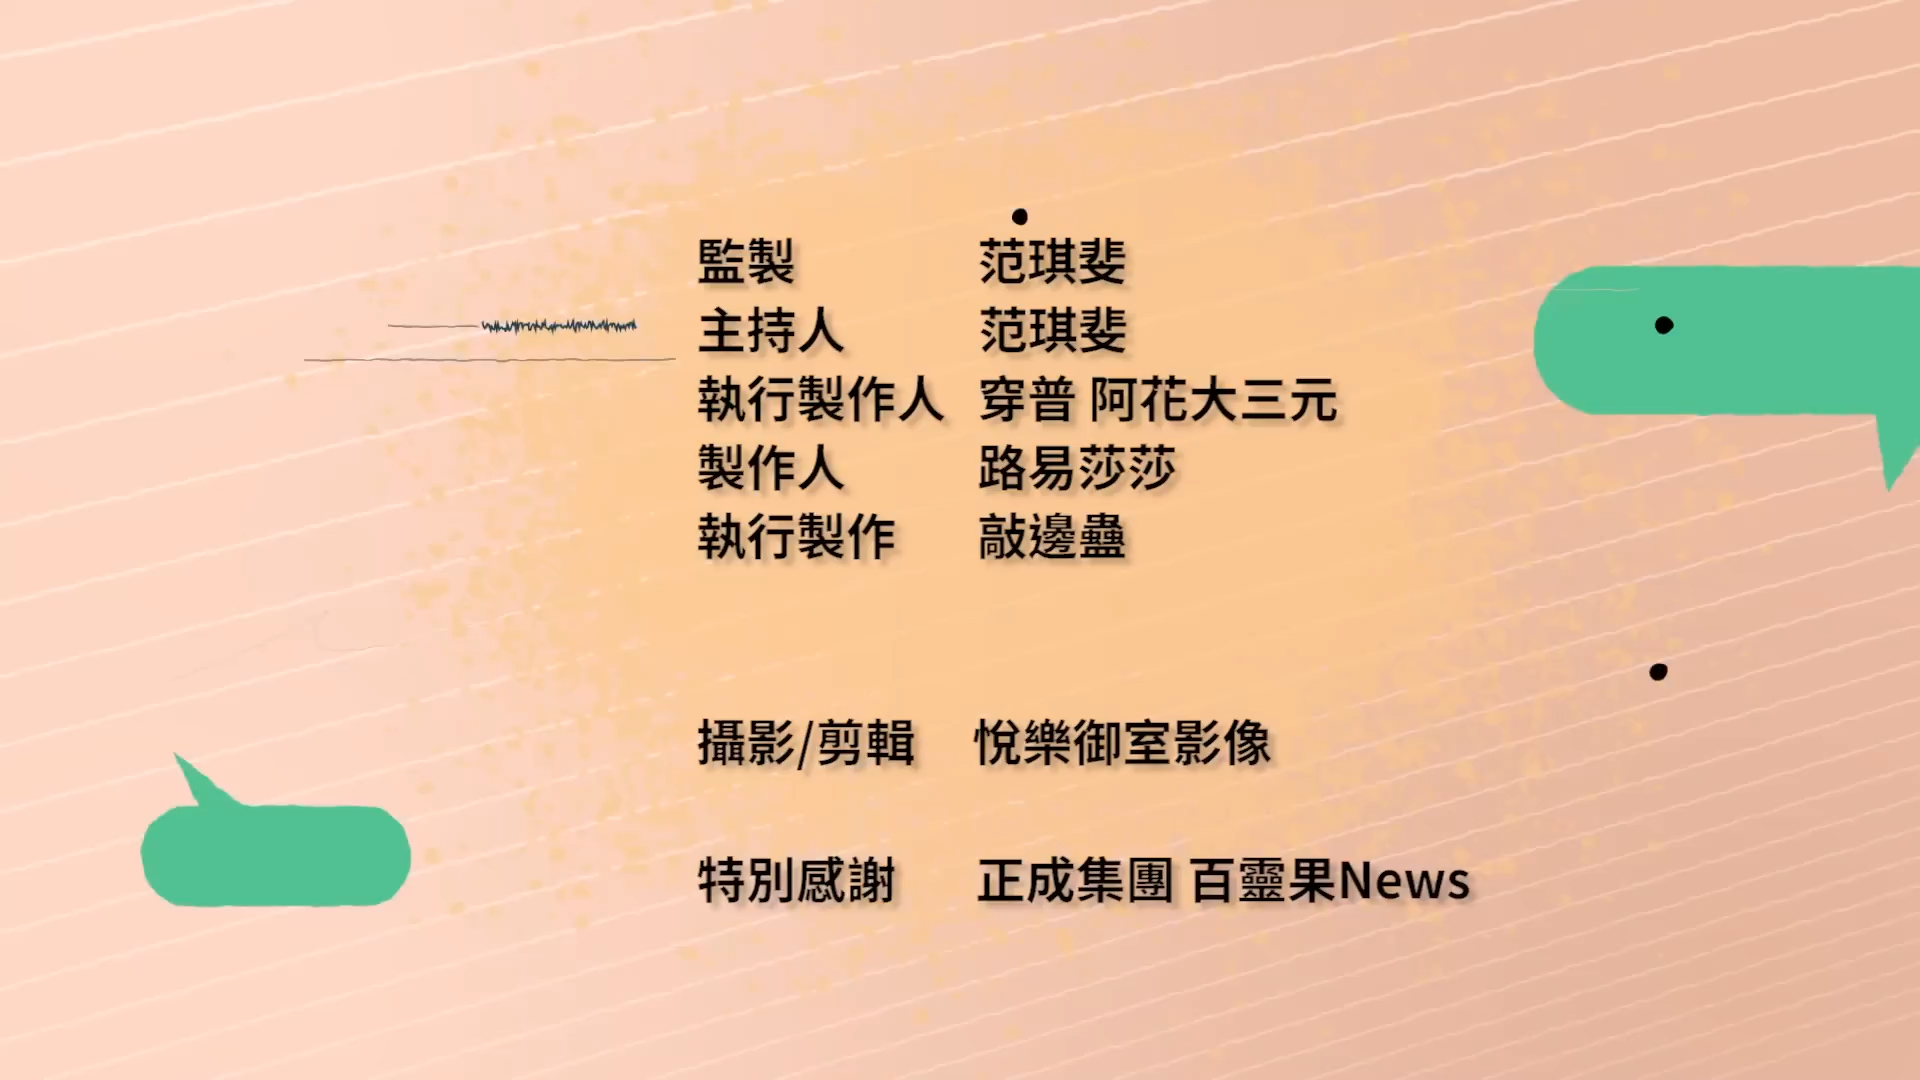 監製 范琪斐
主持人 范琪斐
執行製作人 穿普 阿花大三元
製作人 路易莎莎
執行製作 敲邊蠱
攝影/剪輯 悅樂御室影像
特別感謝 正成集團 百靈果News